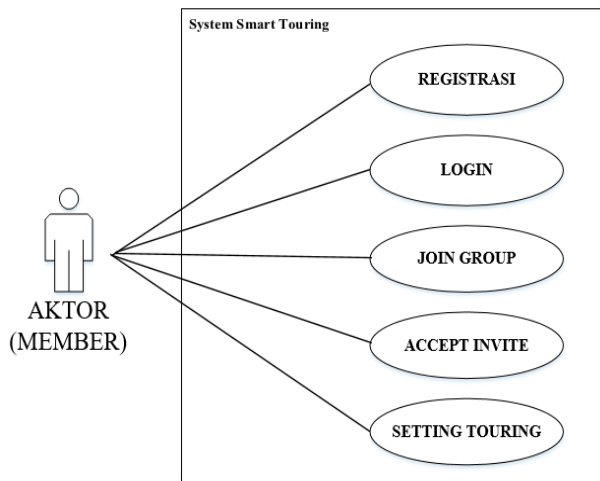 System Smart Touring
REGISTRASI
LOGIN
JOIN GROUP
ACCEPT INVITE
SETTING TOURING
AKTOR
(MEMBER)